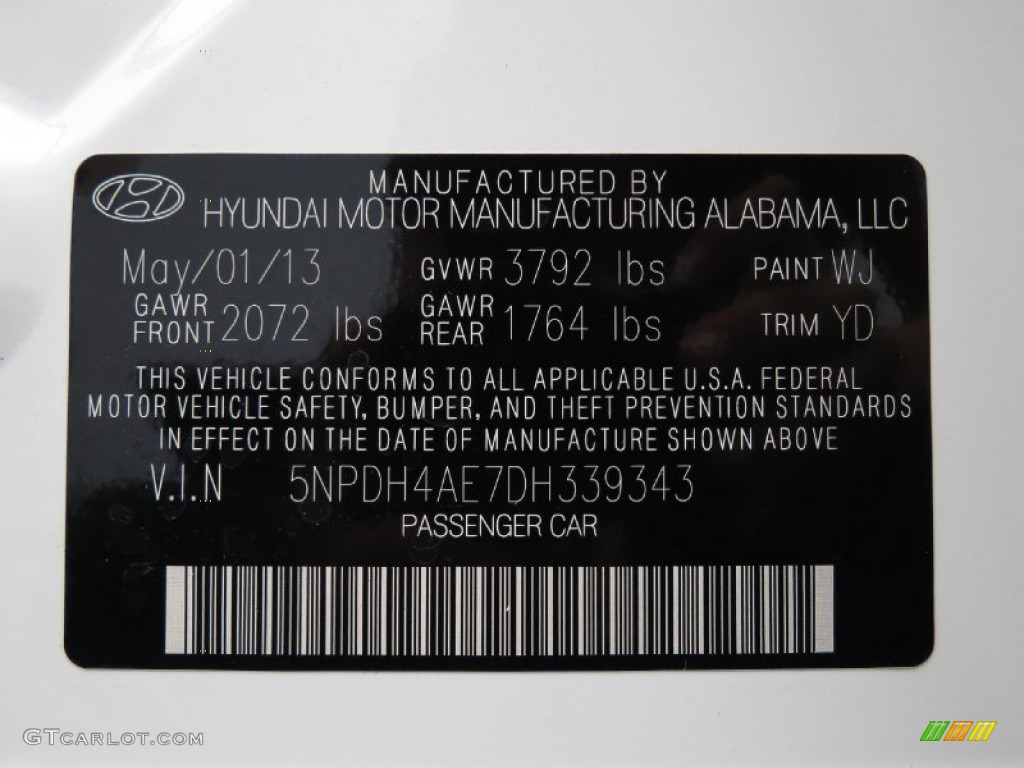 MANUFACTURED BY
HYUNDAI MOTOR MANUFACTURING ALABAMA, LLC
May/01/13 GVWR 3792 lbs PAINT WJ
GAWR FRONT 2072 lbs GAWR REAR 1764 lbs TRIM YD
THIS VEHICLE CONFORMS TO ALL APPLICABLE U.S.A. FEDERAL
MOTOR VEHICLE SAFETY, BUMPER, AND THEFT PREVENTION STANDARDS
IN EFFECT ON THE DATE OF MANUFACTURE SHOWN ABOVE
V.I.N 5NPDH4AE7DH339343
PASSENGER CAR
GTCARLOT.COM